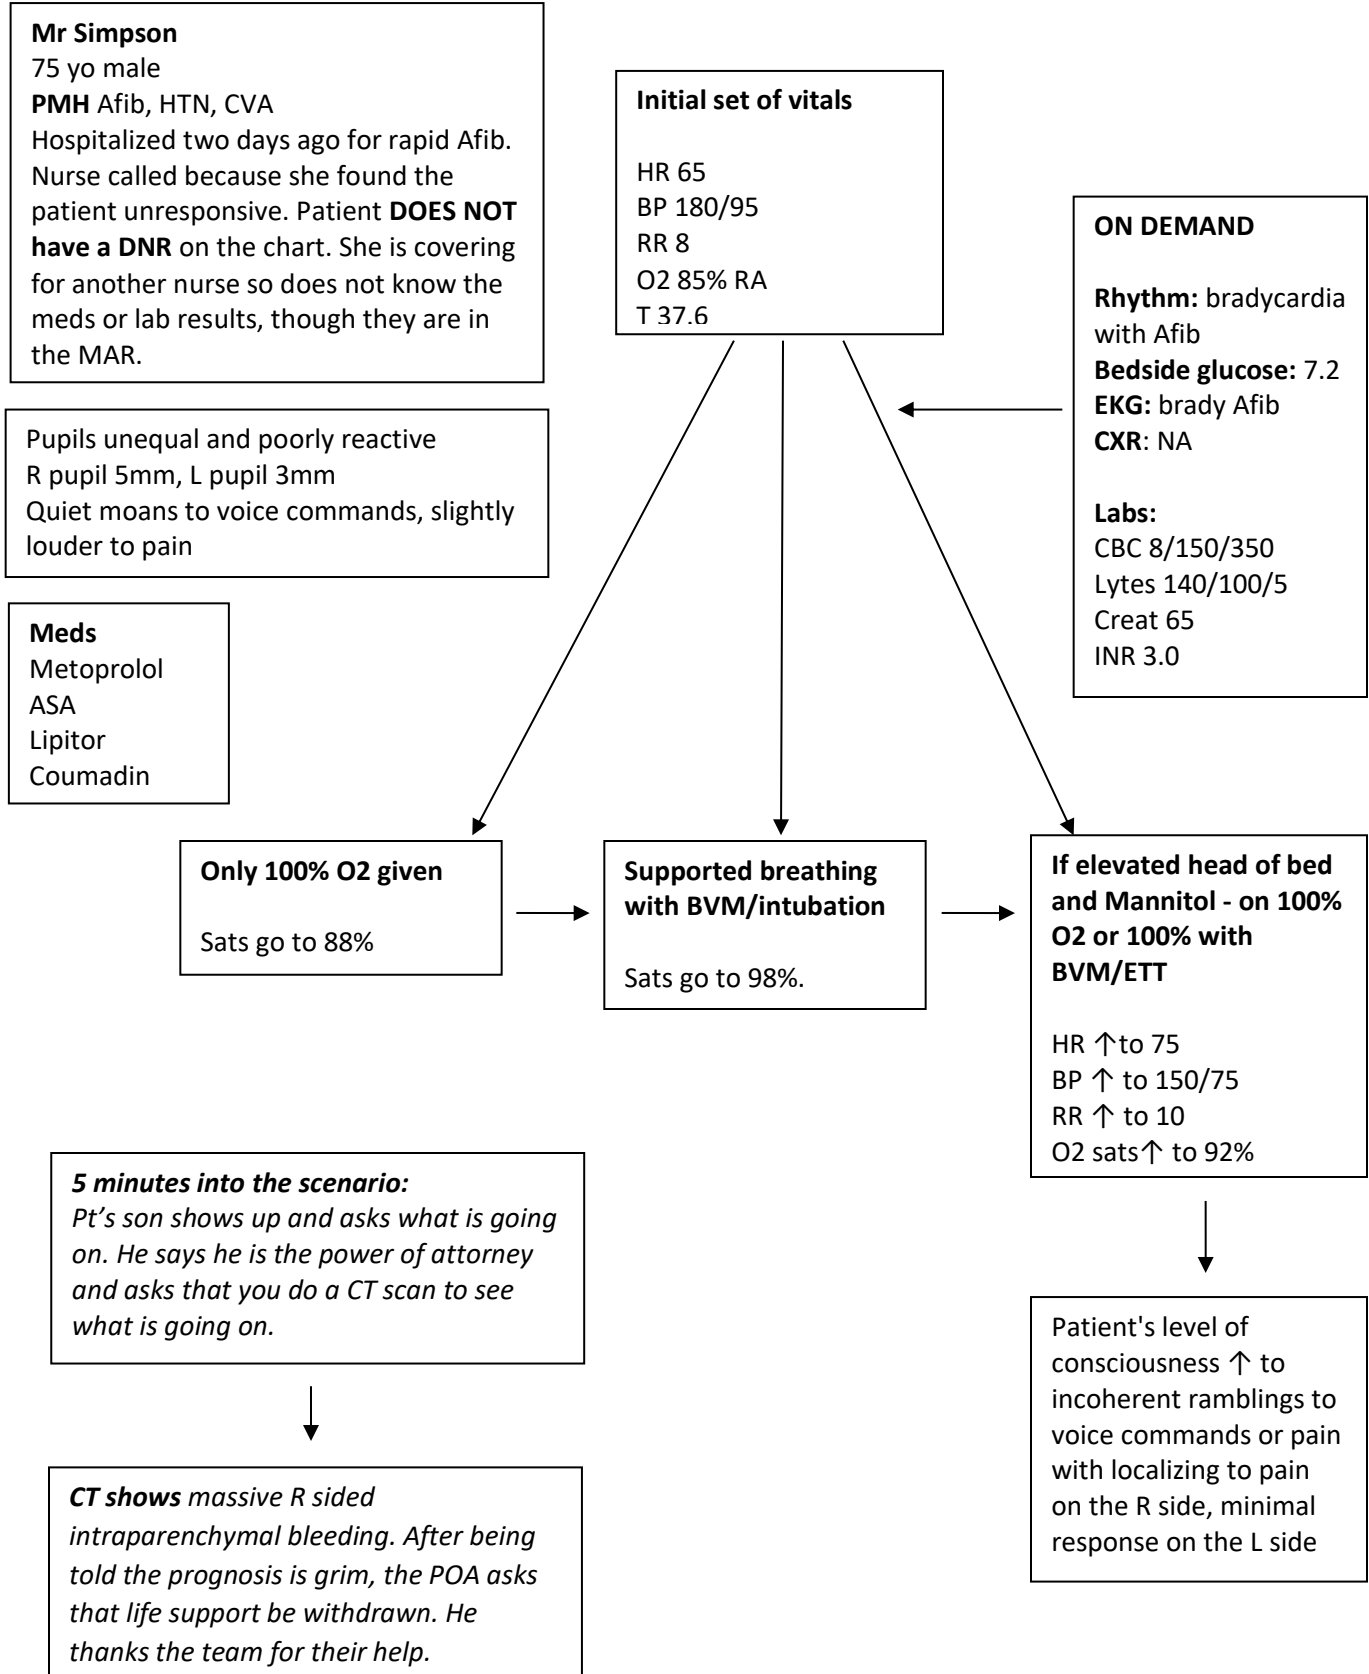 Mr Simpson
75 yo male
PMH Afib, HTN, CVA
Hospitalized two days ago for rapid Afib.
Nurse called because she found the
patient unresponsive. Patient DOES NOT
have a DNR on the chart. She is covering
for another nurse so does not know the
meds or lab results, though they are in
the MAR.
Initial set of vitals
HR 65
BP 180/95
RR 8
O2 85% RA
T 37.6
ON DEMAND
Rhythm: bradycardia
with Afib
Bedside glucose: 7.2
EKG: brady Afib
CXR: NA
Labs:
CBC 8/150/350
Lytes 140/100/5
Creat 65
INR 3.0
Pupils unequal and poorly reactive
R pupil 5mm, L pupil 3mm
Quiet moans to voice commands, slightly
louder to pain
Meds
Metoprolol
ASA
Lipitor
Coumadin
Only 100% O2 given
Sats go to 88%
Supported breathing
with BVM/intubation
Sats go to 98%.
If elevated head of bed
and Mannitol - on 100%
O2 or 100% with
BVM/ETT
HR ↑to 75
BP ↑ to 150/75
RR ↑ to 10
O2 sats↑ to 92%
5 minutes into the scenario:
Pt's son shows up and asks what is going
on. He says he is the power of attorney
and asks that you do a CT scan to see
what is going on.
CT shows massive R sided
intraparenchymal bleeding. After being
told the prognosis is grim, the POA asks
that life support be withdrawn. He
thanks the team for their help.
Patient's level of
consciousness ↑ to
incoherent ramblings to
voice commands or pain
with localizing to pain
on the R side, minimal
response on the L side